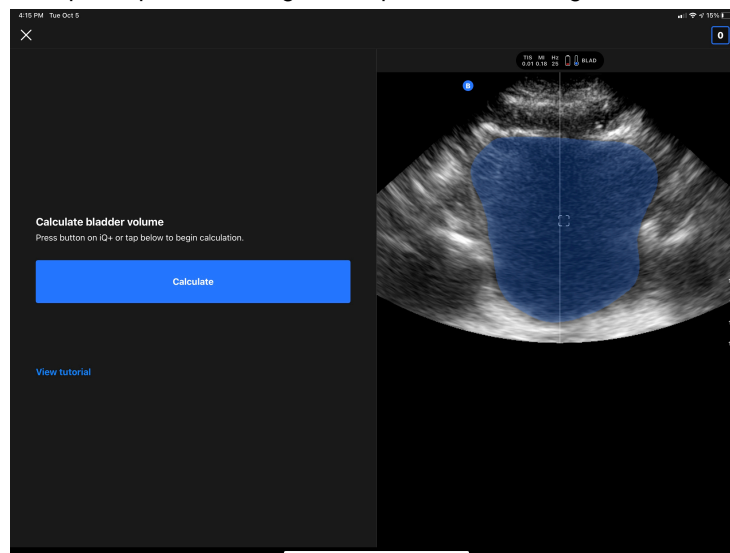 4:15 PM Tue Oct 5
15%
0
TIS MI Hz
0.01 0.18 25
BLAD
B
Calculate bladder volume
Press button on iQ+ or tap below to begin calculation.
Calculate
View tutorial